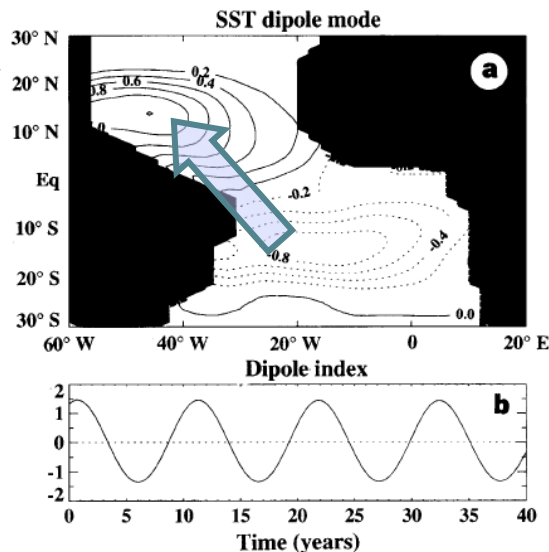 SST dipole mode
30° N
20° N
10° N
Eq
10° S
20° S
30° S
a
0.2
0.4
0.6
0.8
-0.2
-0.4
-0.8
0.0
60° W 40° W 20° W 0 20° E
Dipole index
b
2
1
0
-1
-2
0 5 10 15 20 25 30 35 40
Time (years)